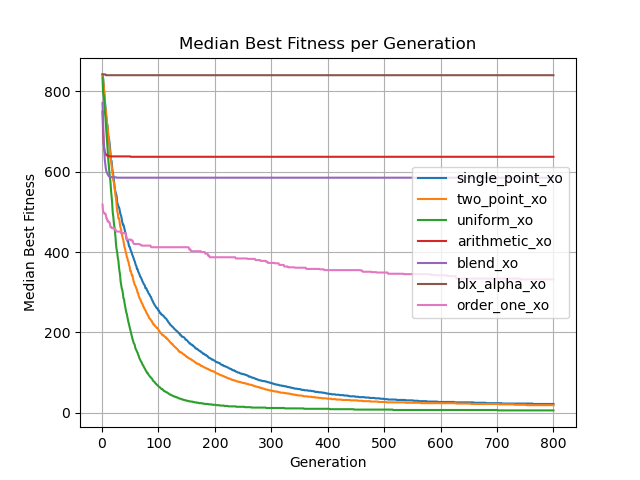 Median Best Fitness per Generation
Median Best Fitness
800
600
400
200
0
single_point_xo
two_point_xo
uniform_xo
arithmetic_xo
blend_xo
blx_alpha_xo
order_one_xo
0 100 200 300 400 500 600 700 800
Generation